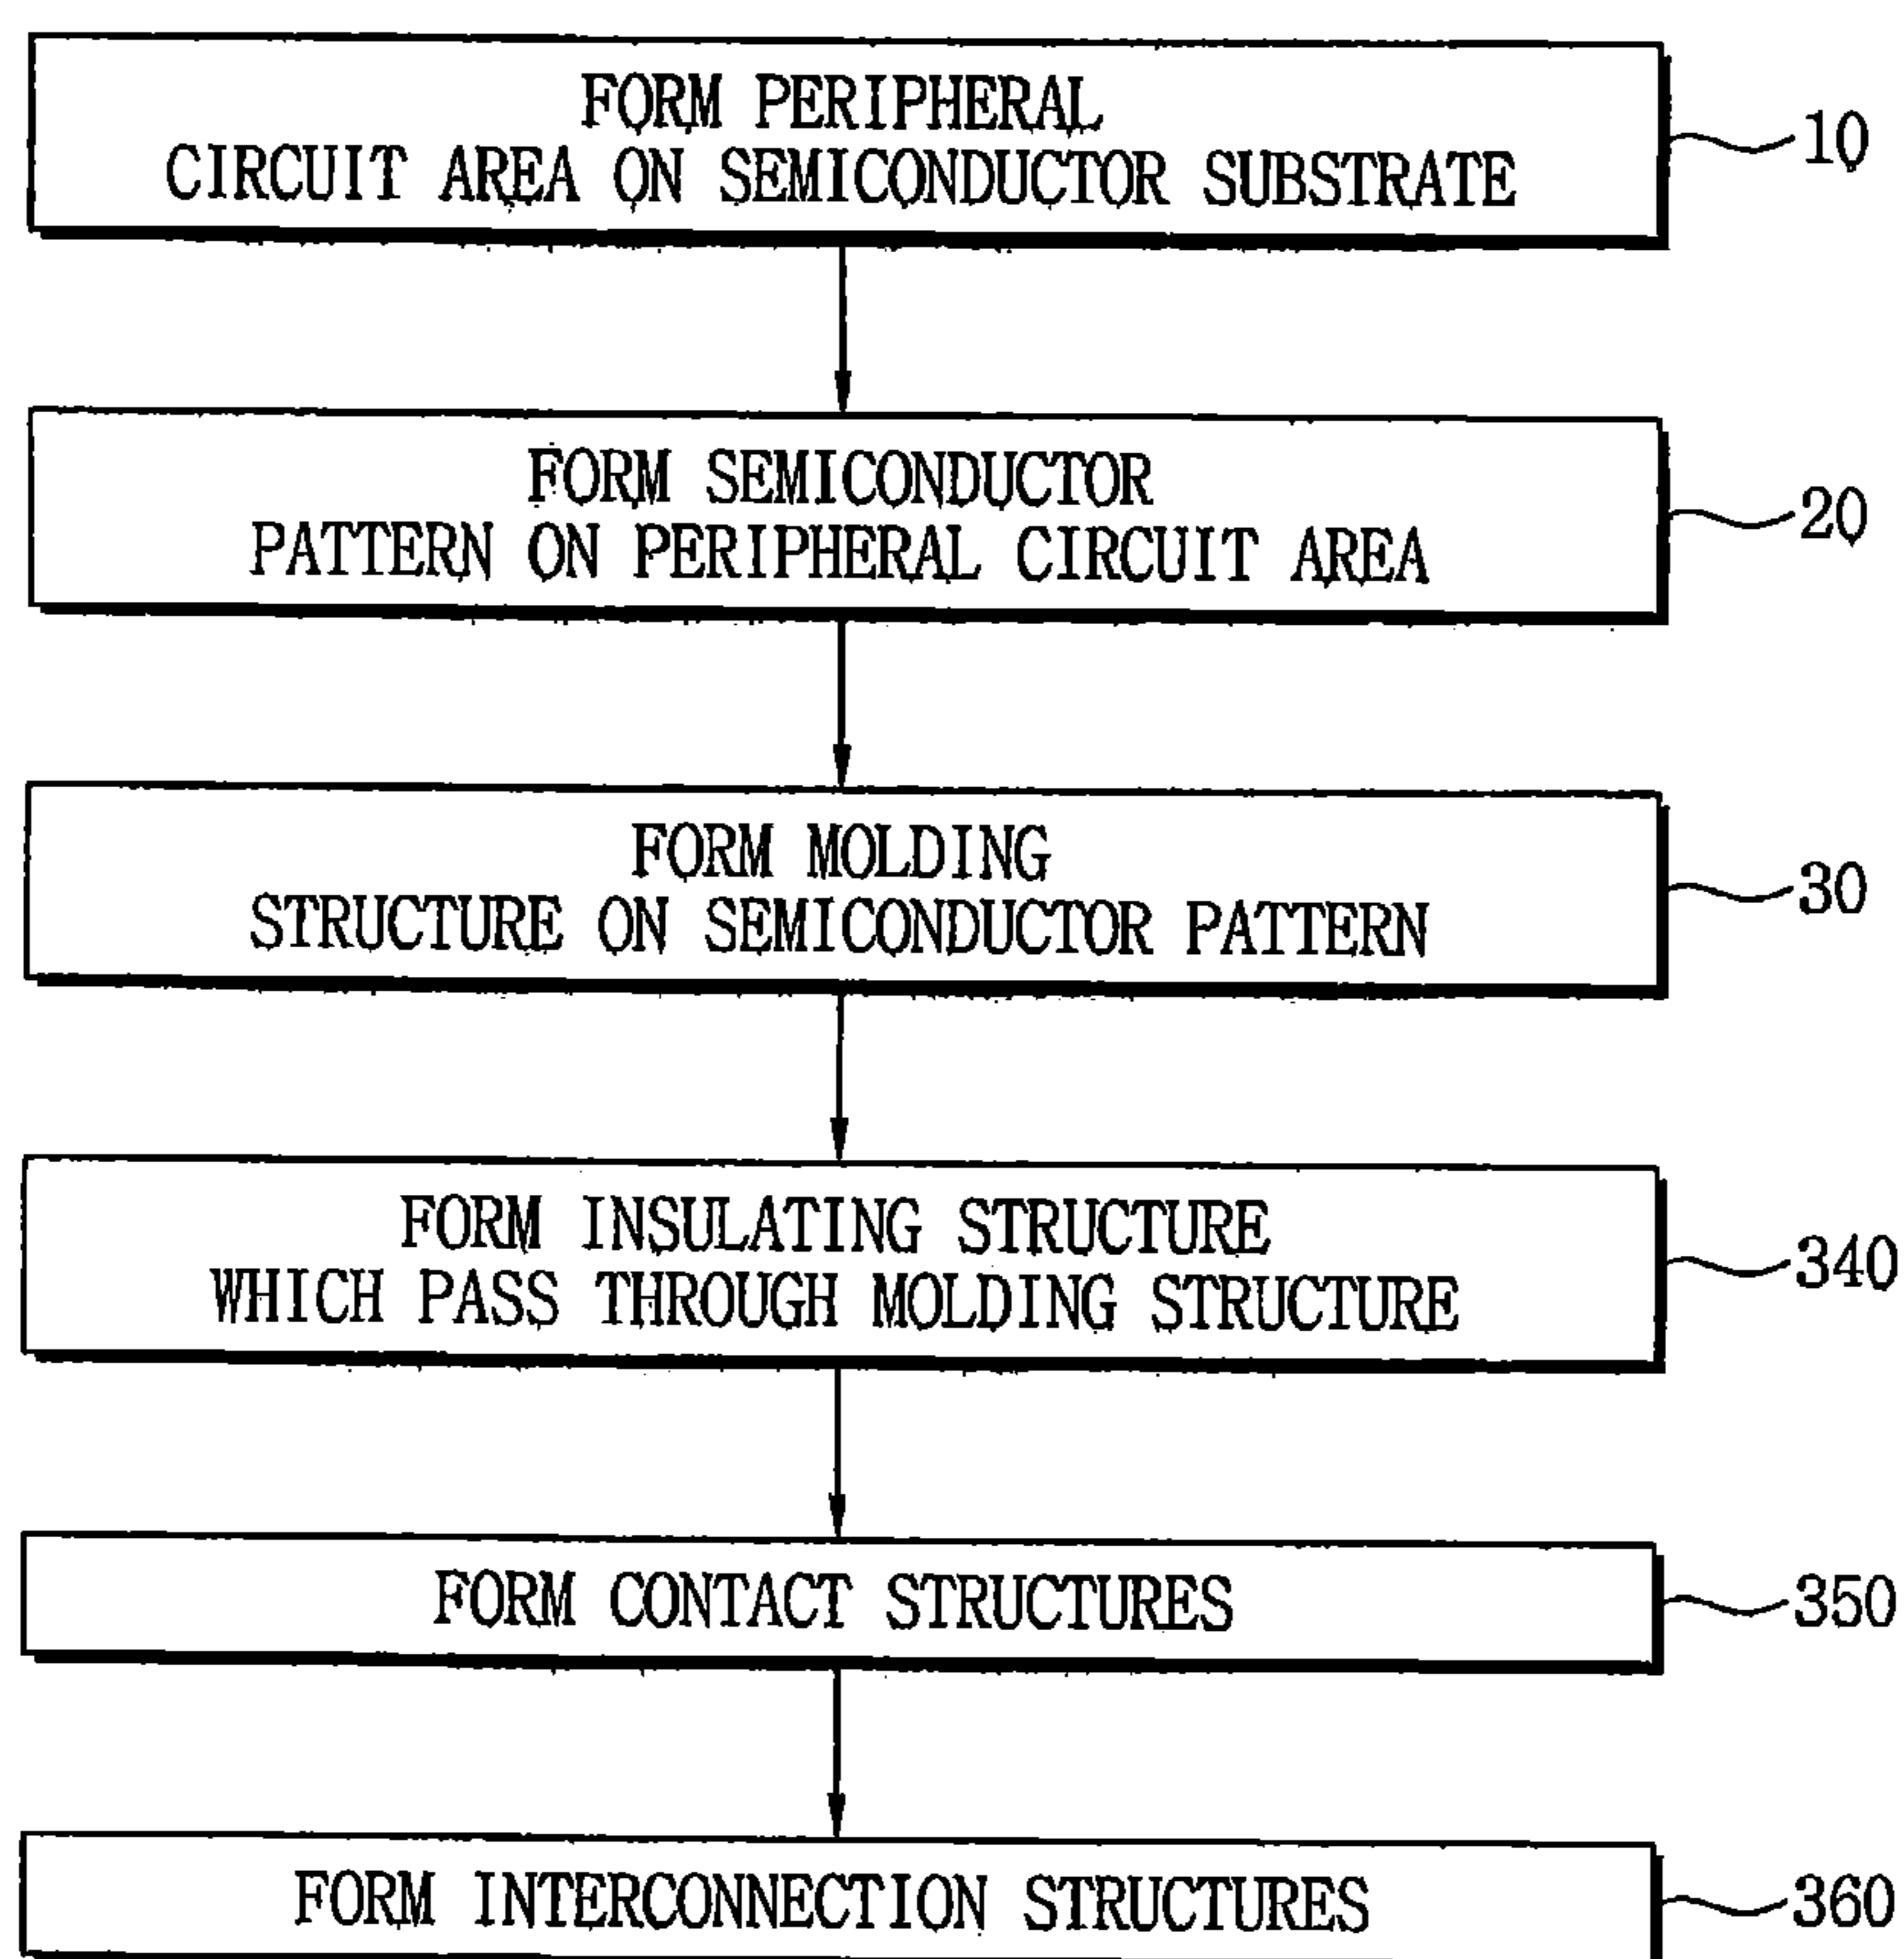 FORM PERIPHERAL
CIRCUIT AREA ON SEMICONDUCTOR SUBSTRATE
10
FORM SEMICONDUCTOR
PATTERN ON PERIPHERAL CIRCUIT AREA
20
FORM MOLDING
STRUCTURE ON SEMICONDUCTOR PATTERN
30
FORM INSULATING STRUCTURE
WHICH PASS THROUGH MOLDING STRUCTURE
340
FORM CONTACT STRUCTURES
350
FORM INTERCONNECTION STRUCTURES
360